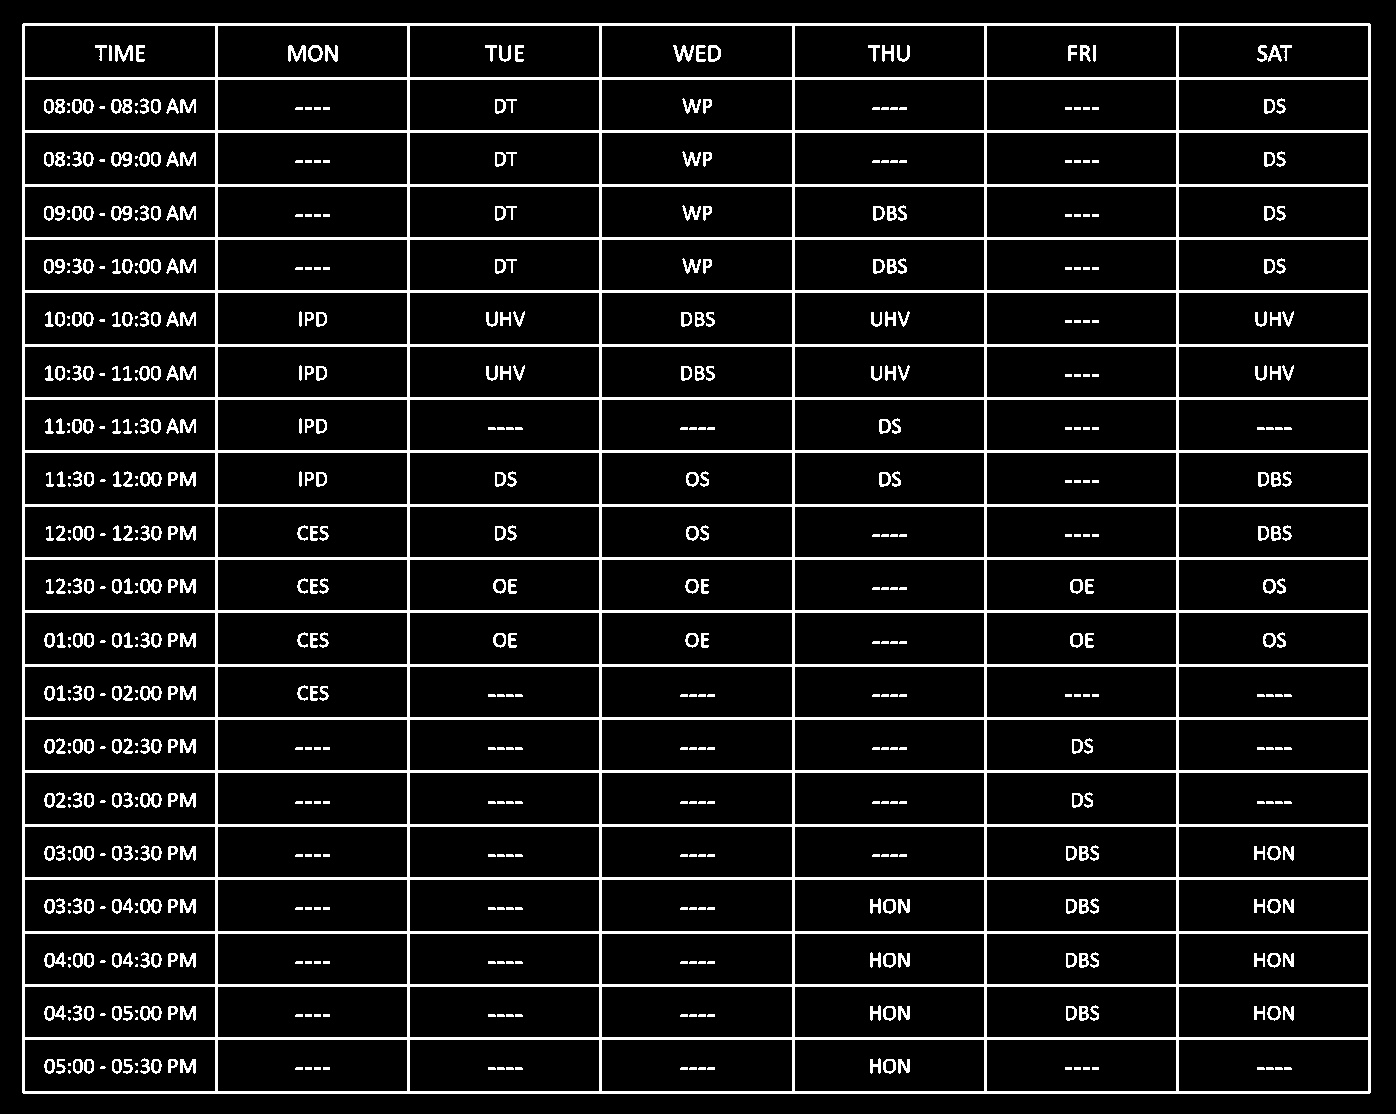 TIME MON TUE WED THU FRI SAT
08:00 - 08:30 AM ---- DT WP ---- ---- DS
08:30 - 09:00 AM ---- DT WP ---- ---- DS
09:00 - 09:30 AM ---- DT WP DBS ---- DS
09:30 - 10:00 AM ---- DT WP DBS ---- DS
10:00 - 10:30 AM IPD UHV DBS UHV ---- UHV
10:30 - 11:00 AM IPD UHV DBS UHV ---- UHV
11:00 - 11:30 AM IPD ---- ---- DS ---- ----
11:30 - 12:00 PM IPD DS OS DS ---- DBS
12:00 - 12:30 PM CES DS OS ---- ---- DBS
12:30 - 01:00 PM CES OE OE ---- OE OS
01:00 - 01:30 PM CES OE OE ---- OE OS
01:30 - 02:00 PM CES ---- ---- ---- ---- ----
02:00 - 02:30 PM ---- ---- ---- ---- DS ----
02:30 - 03:00 PM ---- ---- ---- ---- DS ----
03:00 - 03:30 PM ---- ---- ---- ---- DBS HON
03:30 - 04:00 PM ---- ---- ---- HON DBS HON
04:00 - 04:30 PM ---- ---- ---- HON DBS HON
04:30 - 05:00 PM ---- ---- ---- HON DBS HON
05:00 - 05:30 PM ---- ---- ---- HON ---- ----